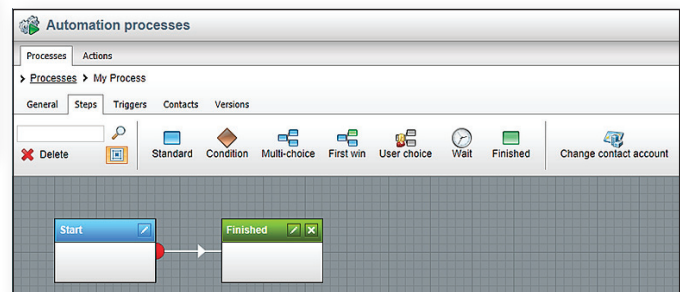 Automation processes
Processes Actions
Processes My Process
General Steps Triggers Contacts Versions
Delete
Standard Condition Multi-choice First win User choice Wait Finished Change contact account
Start Finished